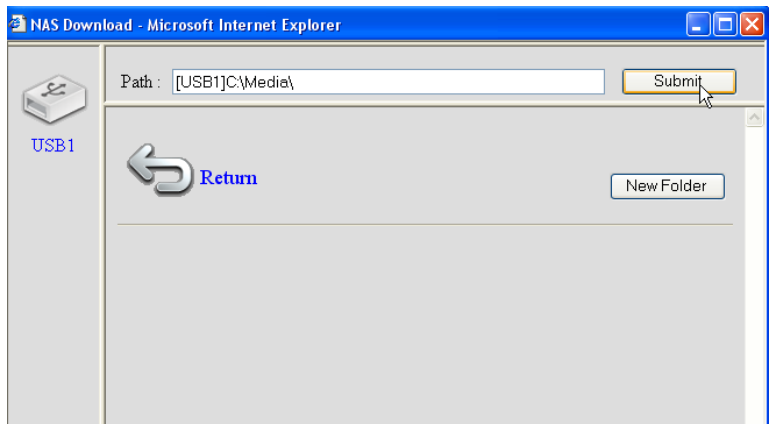 NAS Download - Microsoft Internet Explorer
Path : [USB1]C:\Media\ Submit
USB1
Return
New Folder